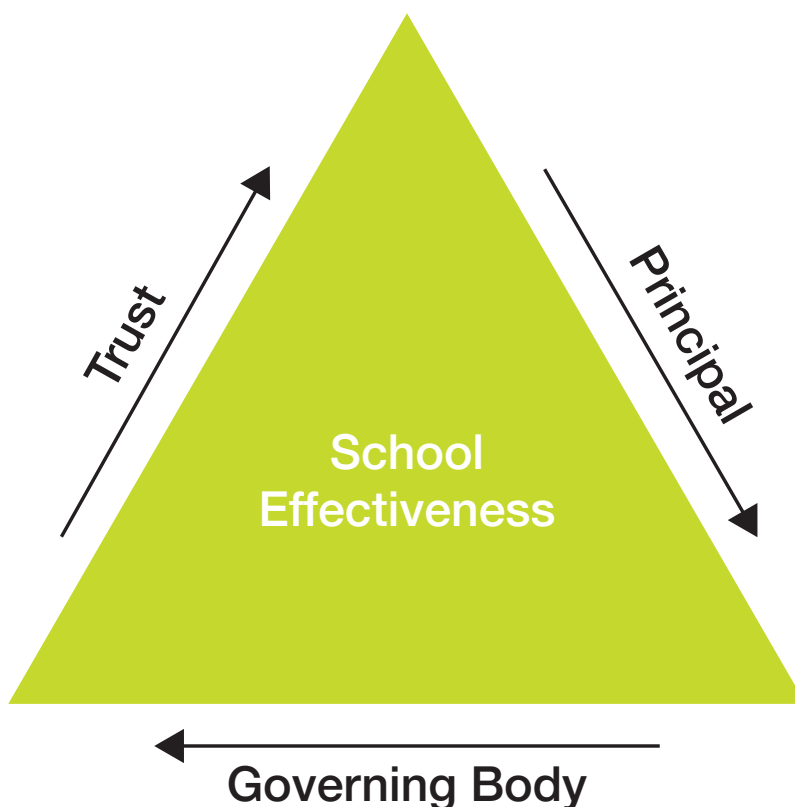 Trust
Principal
School
Effectiveness
Governing Body